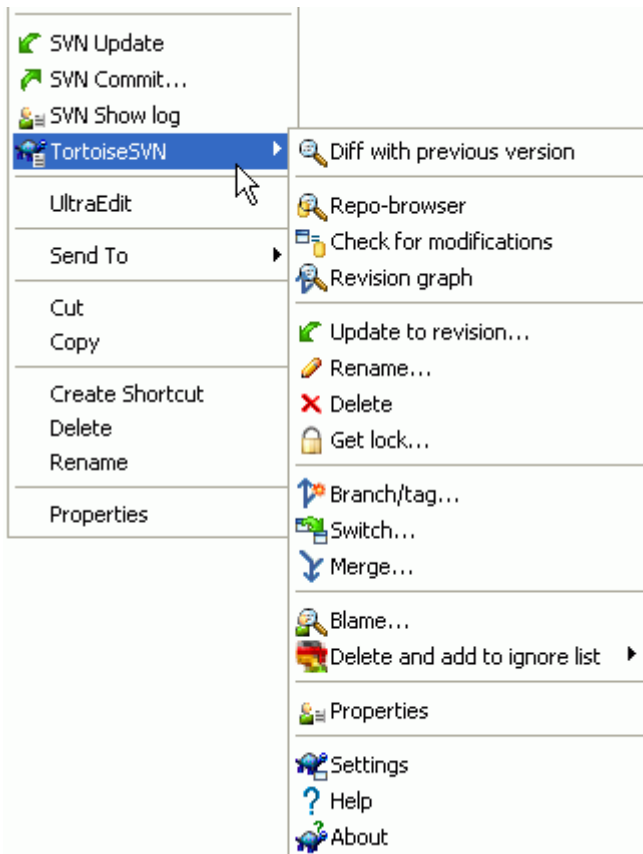 SVN Update
SVN Commit...
SVN Show log
TortoiseSVN
UltraEdit
Send To
Cut
Copy
Create Shortcut
Delete
Rename
Properties
Diff with previous version
Repo-browser
Check for modifications
Revision graph
Update to revision...
Rename...
Delete
Get lock...
Branch/tag...
Switch...
Merge...
Blame...
Delete and add to ignore list
Properties
Settings
Help
About